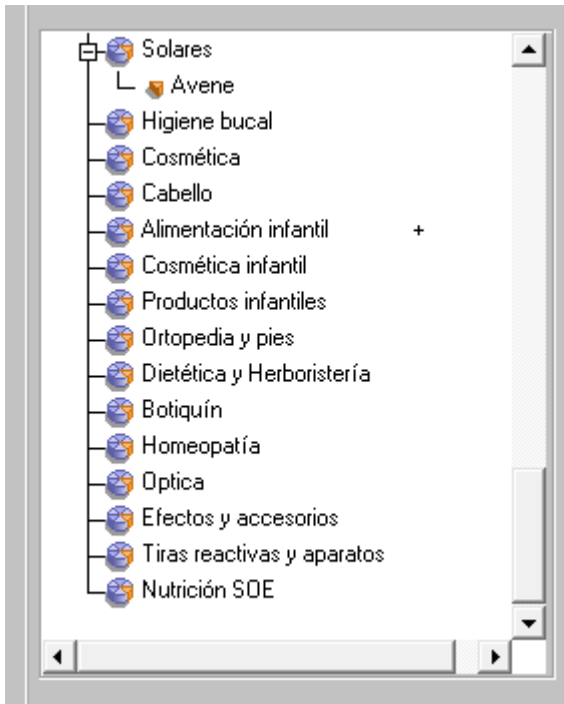 Solares
Avene
Higiene bucal
Cosmética
Cabello
Alimentación infantil +
Cosmética infantil
Productos infantiles
Ortopedia y pies
Dietética y Herboristería
Botiquín
Homeopatía
Optica
Efectos y accesorios
Tiras reactivas y aparatos
Nutrición SOE